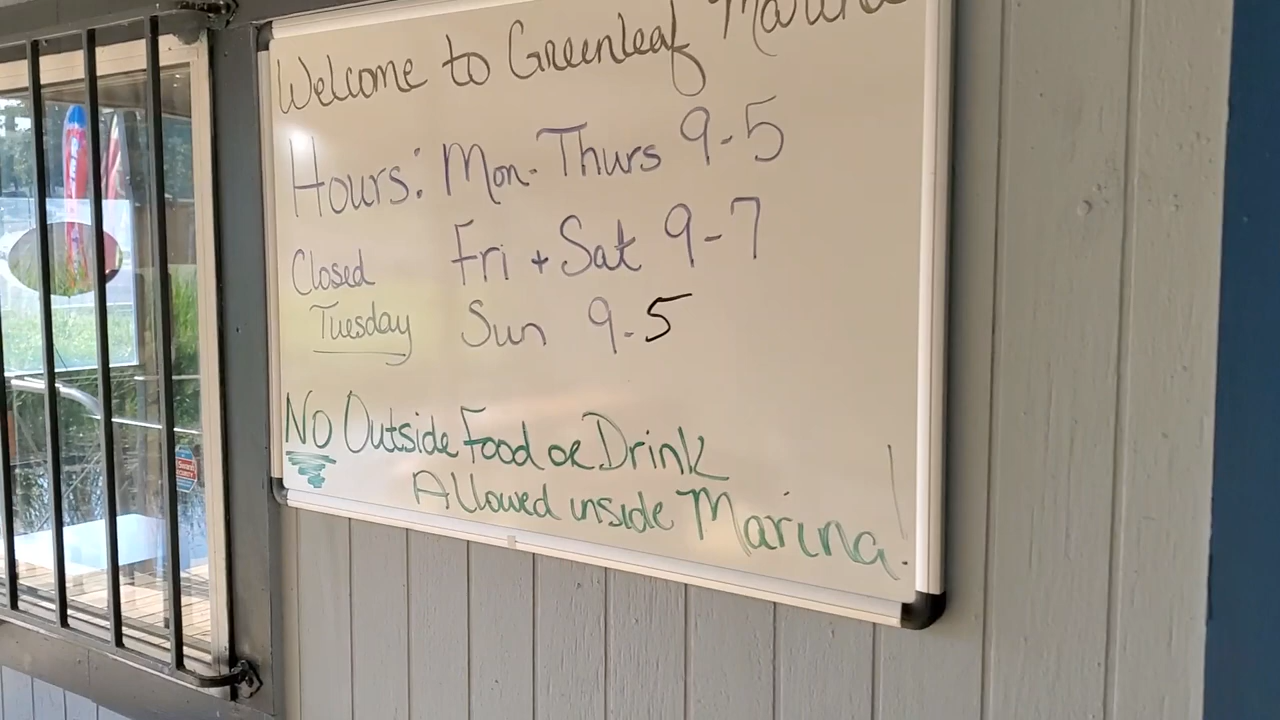 Welcome to Greenleaf Marina
Hours: Mon-Thurs 9-5
Closed Fri + Sat 9-7
Tuesday Sun 9-5
NO Outside Food or Drink
Allowed inside Marina!